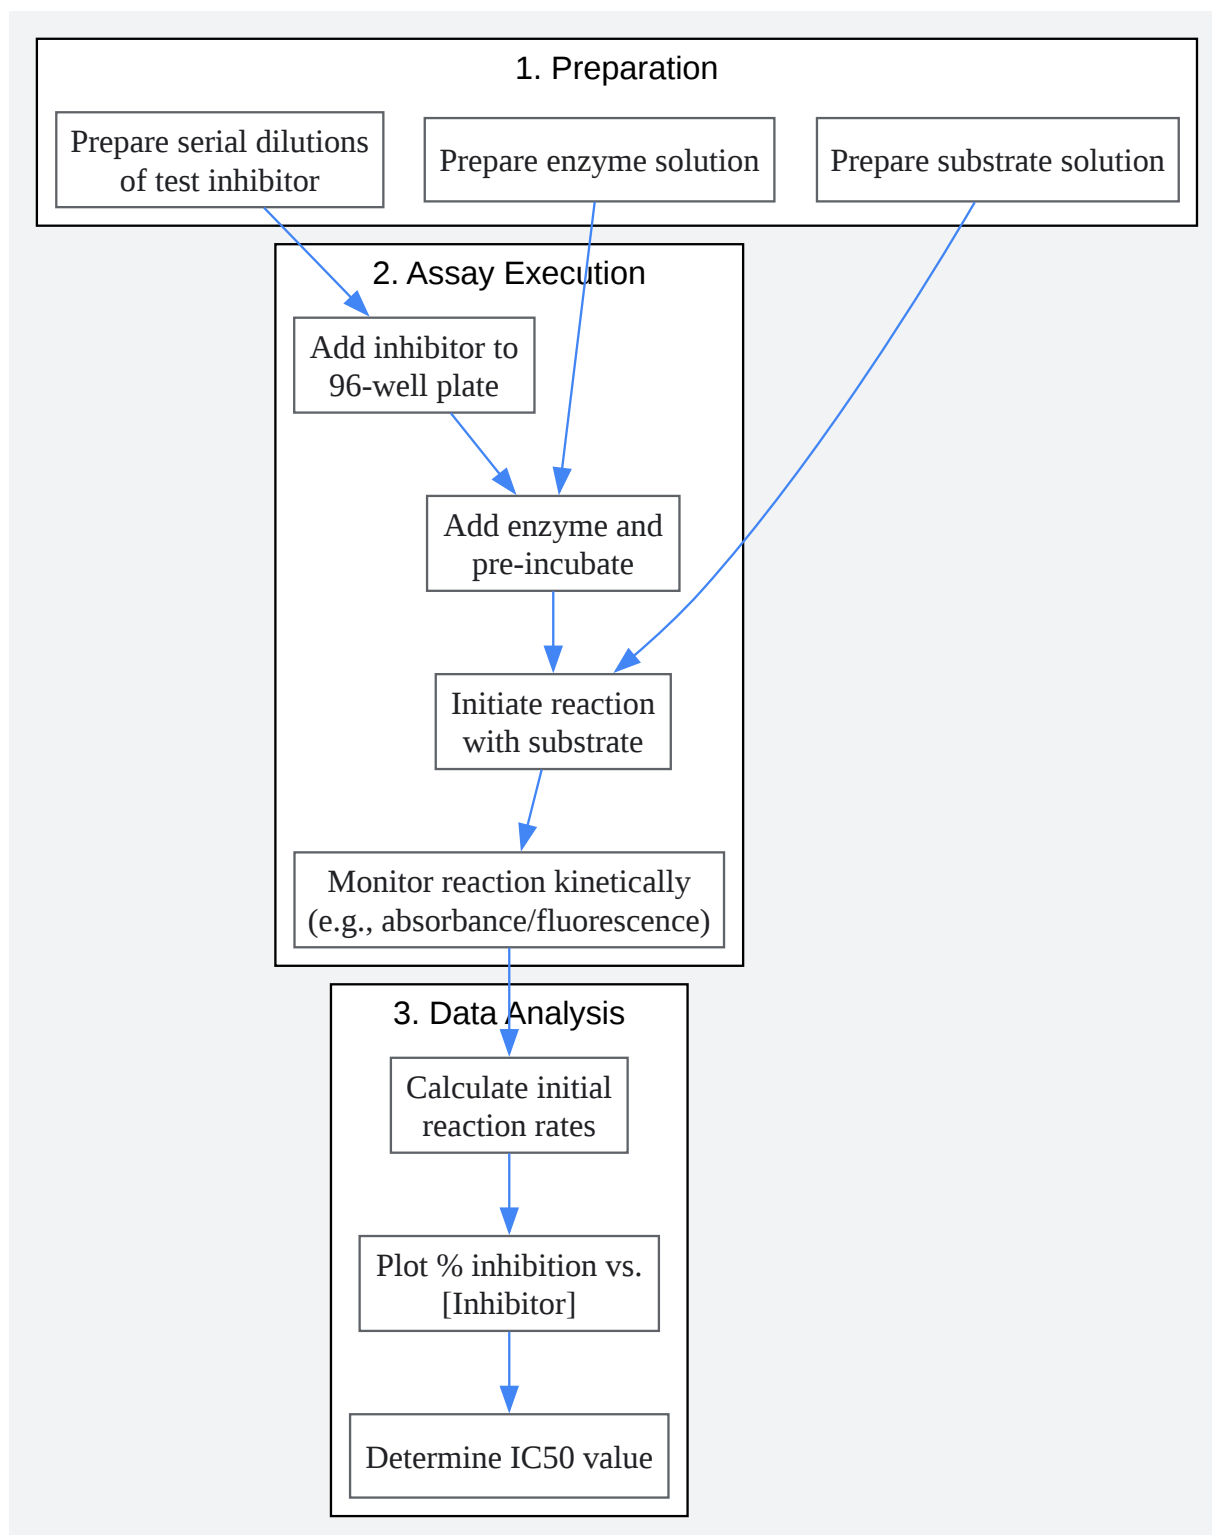 1. Preparation
Prepare serial dilutions
of test inhibitor
Prepare enzyme solution
Prepare substrate solution
2. Assay Execution
Add inhibitor to
96-well plate
Add enzyme and
pre-incubate
Initiate reaction
with substrate
Monitor reaction kinetically
(e.g., absorbance/fluorescence)
3. Data Analysis
Calculate initial
reaction rates
Plot % inhibition vs.
[Inhibitor]
Determine IC50 value